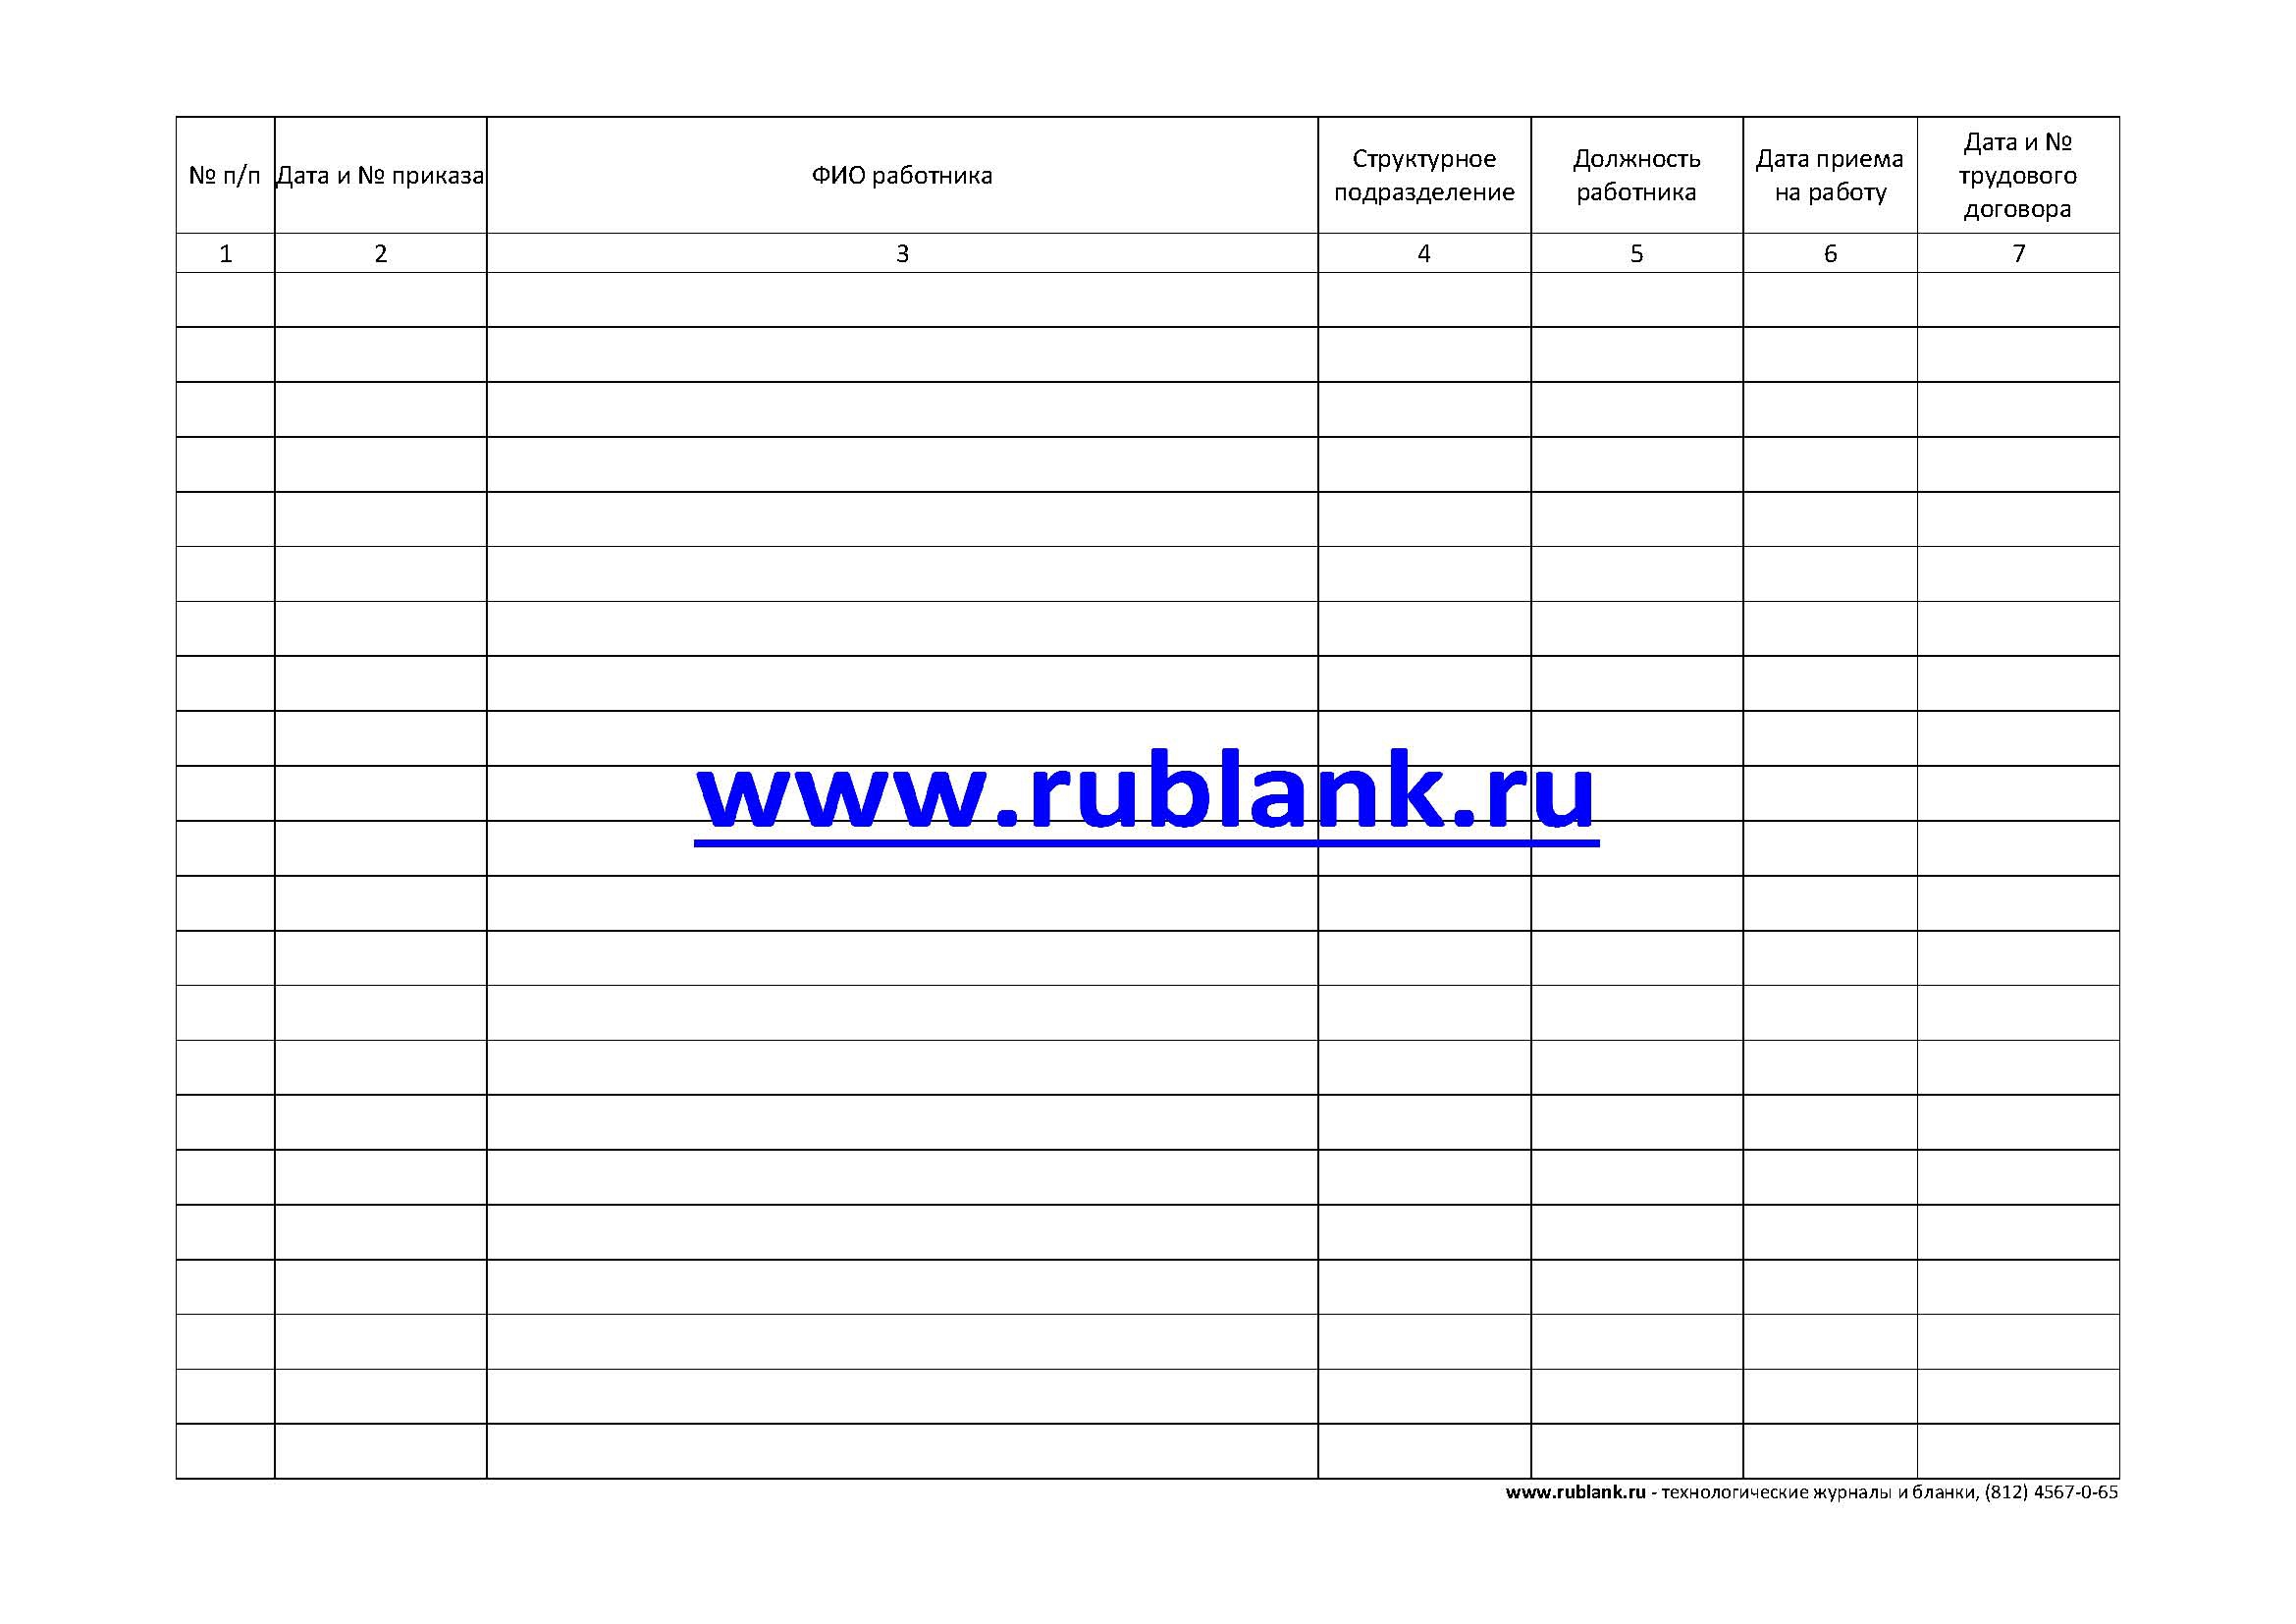 № п/п
Дата и № приказа
ФИО работника
Структурное
подразделение
Должность
работника
Дата приема
на работу
Дата и №
трудового
договора
1 2 3 4 5 6 7
www.rublank.ru
www.rublank.ru - технологические журналы и бланки, (812) 4567-0-65